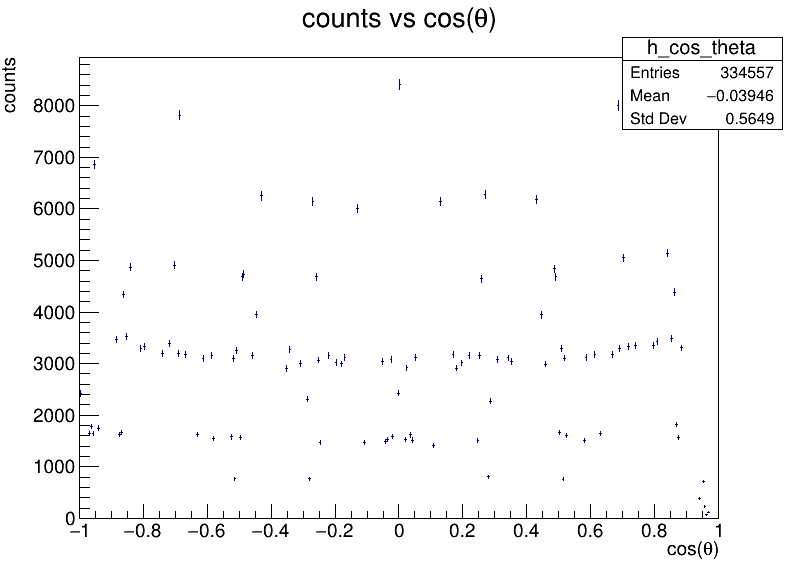 counts vs cos(θ)
h_cos_theta
Entries 334557
Mean −0.03946
Std Dev 0.5649
counts
8000
7000
6000
5000
4000
3000
2000
1000
0
−1 −0.8 −0.6 −0.4 −0.2 0 0.2 0.4 0.6 0.8 1
cos(θ)